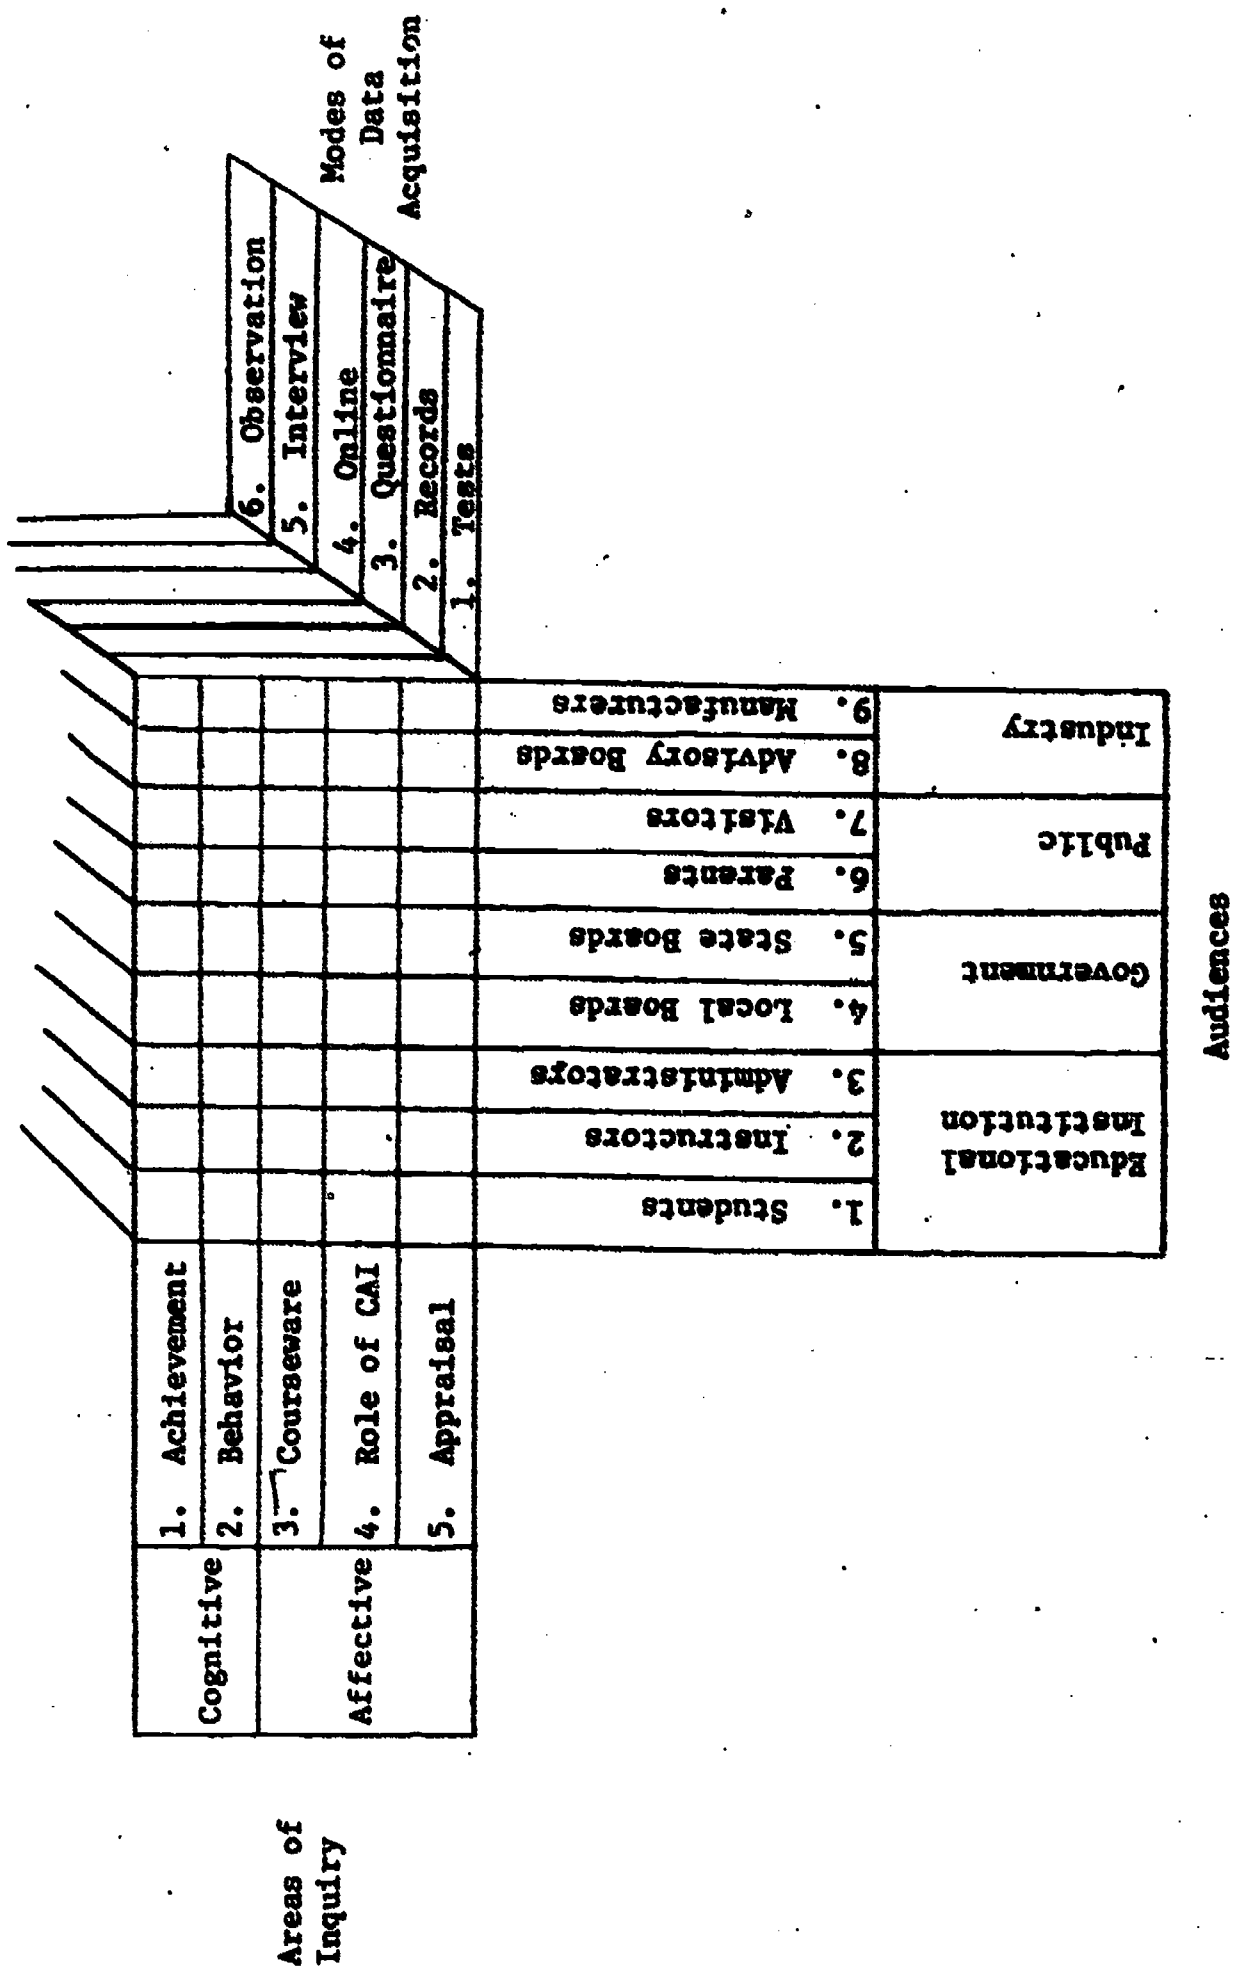 Areas of
Inquiry
Cognitive
1. Achievement
2. Behavior
Affective
3. Courseware
4. Role of CAI
5. Appraisal
Modes of
Data
Acquisition
6. Observation
5. Interview
4. Online
3. Questionnaire
2. Records
1. Tests
1. Students
2. Instructors
3. Administrators
4. Local Boards
5. State Boards
6. Parents
7. Visitors
8. Advisory Boards
9. Manufacturers
Educational
Institution
Government
Public
Industry
Audiences